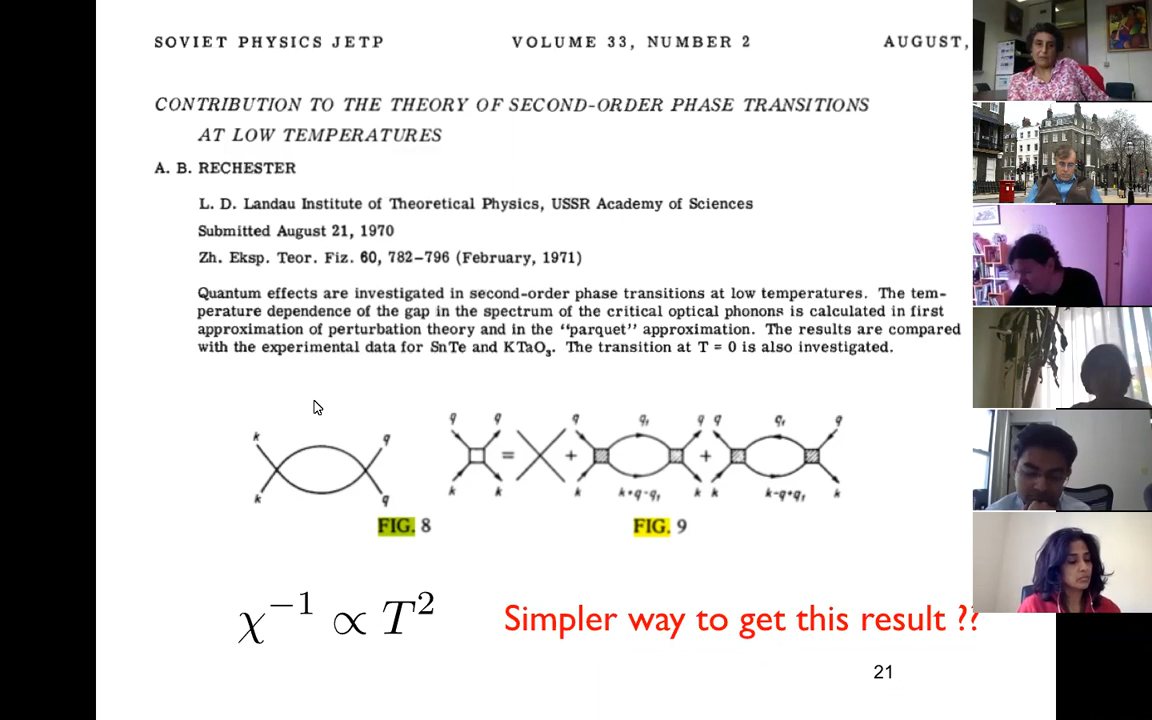 SOVIET PHYSICS JETP VOLUME 33, NUMBER 2 AUGUST,
CONTRIBUTION TO THE THEORY OF SECOND-ORDER PHASE TRANSITIONS
AT LOW TEMPERATURES
A. B. RECHESTER
L. D. Landau Institute of Theoretical Physics, USSR Academy of Sciences
Submitted August 21, 1970
Zh. Eksp. Teor. Fiz. 60, 782–796 (February, 1971)
Quantum effects are investigated in second-order phase transitions at low temperatures. The tem-
perature dependence of the gap in the spectrum of the critical optical phonons is calculated in first
approximation of perturbation theory and in the "parquet" approximation. The results are compared
with the experimental data for SnTe and KTaO₃. The transition at T = 0 is also investigated.
k q q q q q₁ q q q₁ q
= + +
k q k k k k+q-q₁ k k k-q+q₁ k
FIG. 8 FIG. 9
χ⁻¹ ∝ T² Simpler way to get this result ??
21